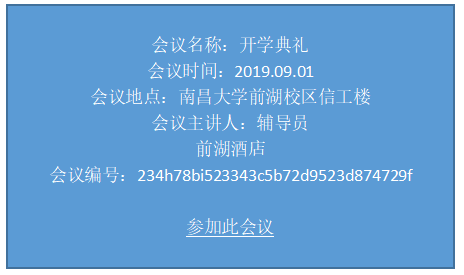 会议名称：开学典礼
会议时间：2019.09.01
会议地点：南昌大学前湖校区信工楼
会议主讲人：辅导员
前湖酒店
会议编号：234h78bi523343c5b72d9523d874729f
参加此会议